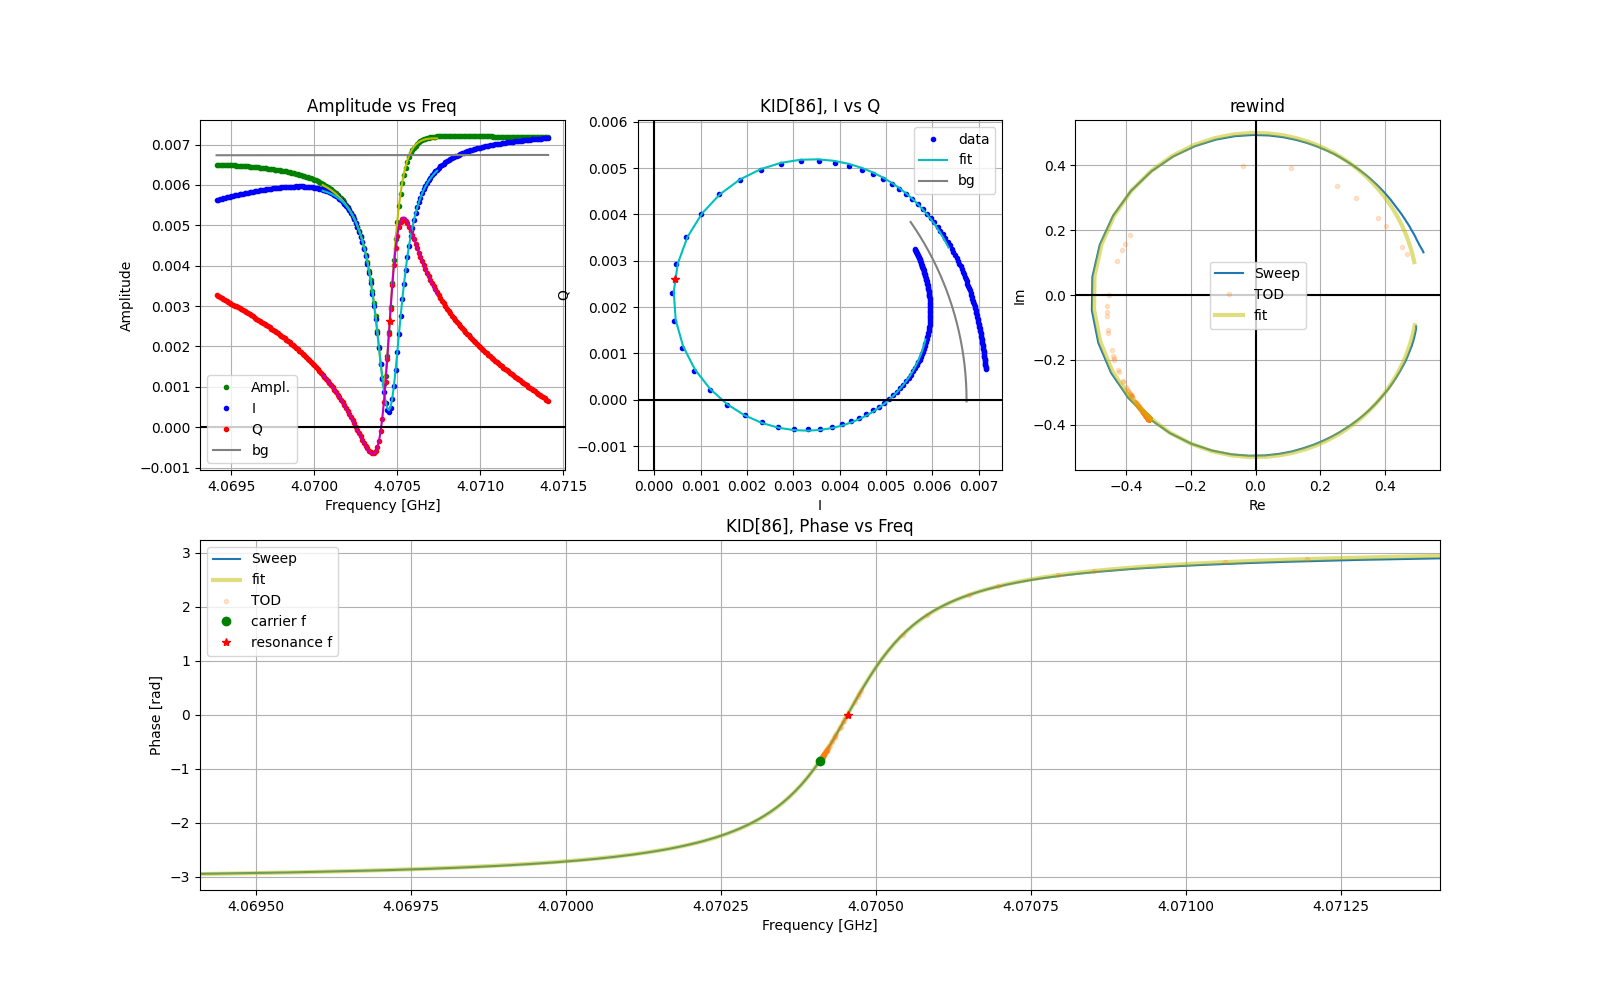 Amplitude vs Freq
Amplitude
0.007
0.006
0.005
0.004
0.003
0.002
0.001
0.000
−0.001
Ampl.
I
Q
bg
4.0695
4.0700
4.0705
4.0710
4.0715
Frequency [GHz]
KID[86], I vs Q
Q
0.006
0.005
0.004
0.003
0.002
0.001
0.000
−0.001
data
fit
bg
0.000
0.001
0.002
0.003
0.004
0.005
0.006
0.007
I
rewind
Im
0.4
0.2
0.0
−0.2
−0.4
Sweep
TOD
fit
−0.4
−0.2
0.0
0.2
0.4
Re
KID[86], Phase vs Freq
Phase [rad]
3
2
1
0
−1
−2
−3
Sweep
fit
TOD
carrier f
resonance f
4.06950
4.06975
4.07000
4.07025
4.07050
4.07075
4.07100
4.07125
Frequency [GHz]